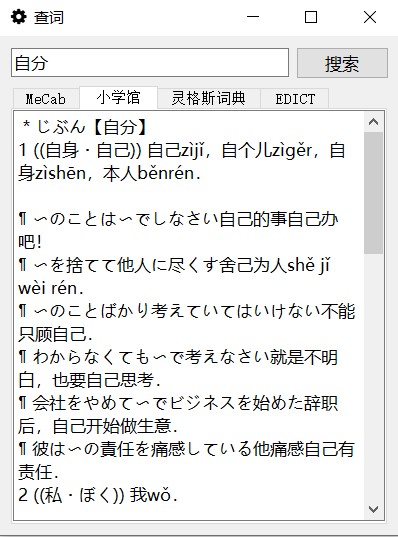 查词
自分
搜索
MeCab
小学馆
灵格斯词典
EDICT
＊じぶん【自分】
1 ((自身・自己)) 自己zìjǐ，自个儿zìgěr，自
身zìshēn，本人běnrén．
¶ ∽のことは∽でしなさい自己的事自己办
吧！
¶ ∽を捨てて他人に尽くす舍己为人shě jǐ
wèi rén．
¶ ∽のことばかり考えていてはいけない不能
只顾自己．
¶ わからなくても∽で考えなさい就是不明
白，也要自己思考．
¶ 会社をやめて∽でビジネスを始めた辞职
后，自己开始做生意．
¶ 彼は∽の責任を痛感している他痛感自己有
责任．
2 ((私・ぼく)) 我wǒ．